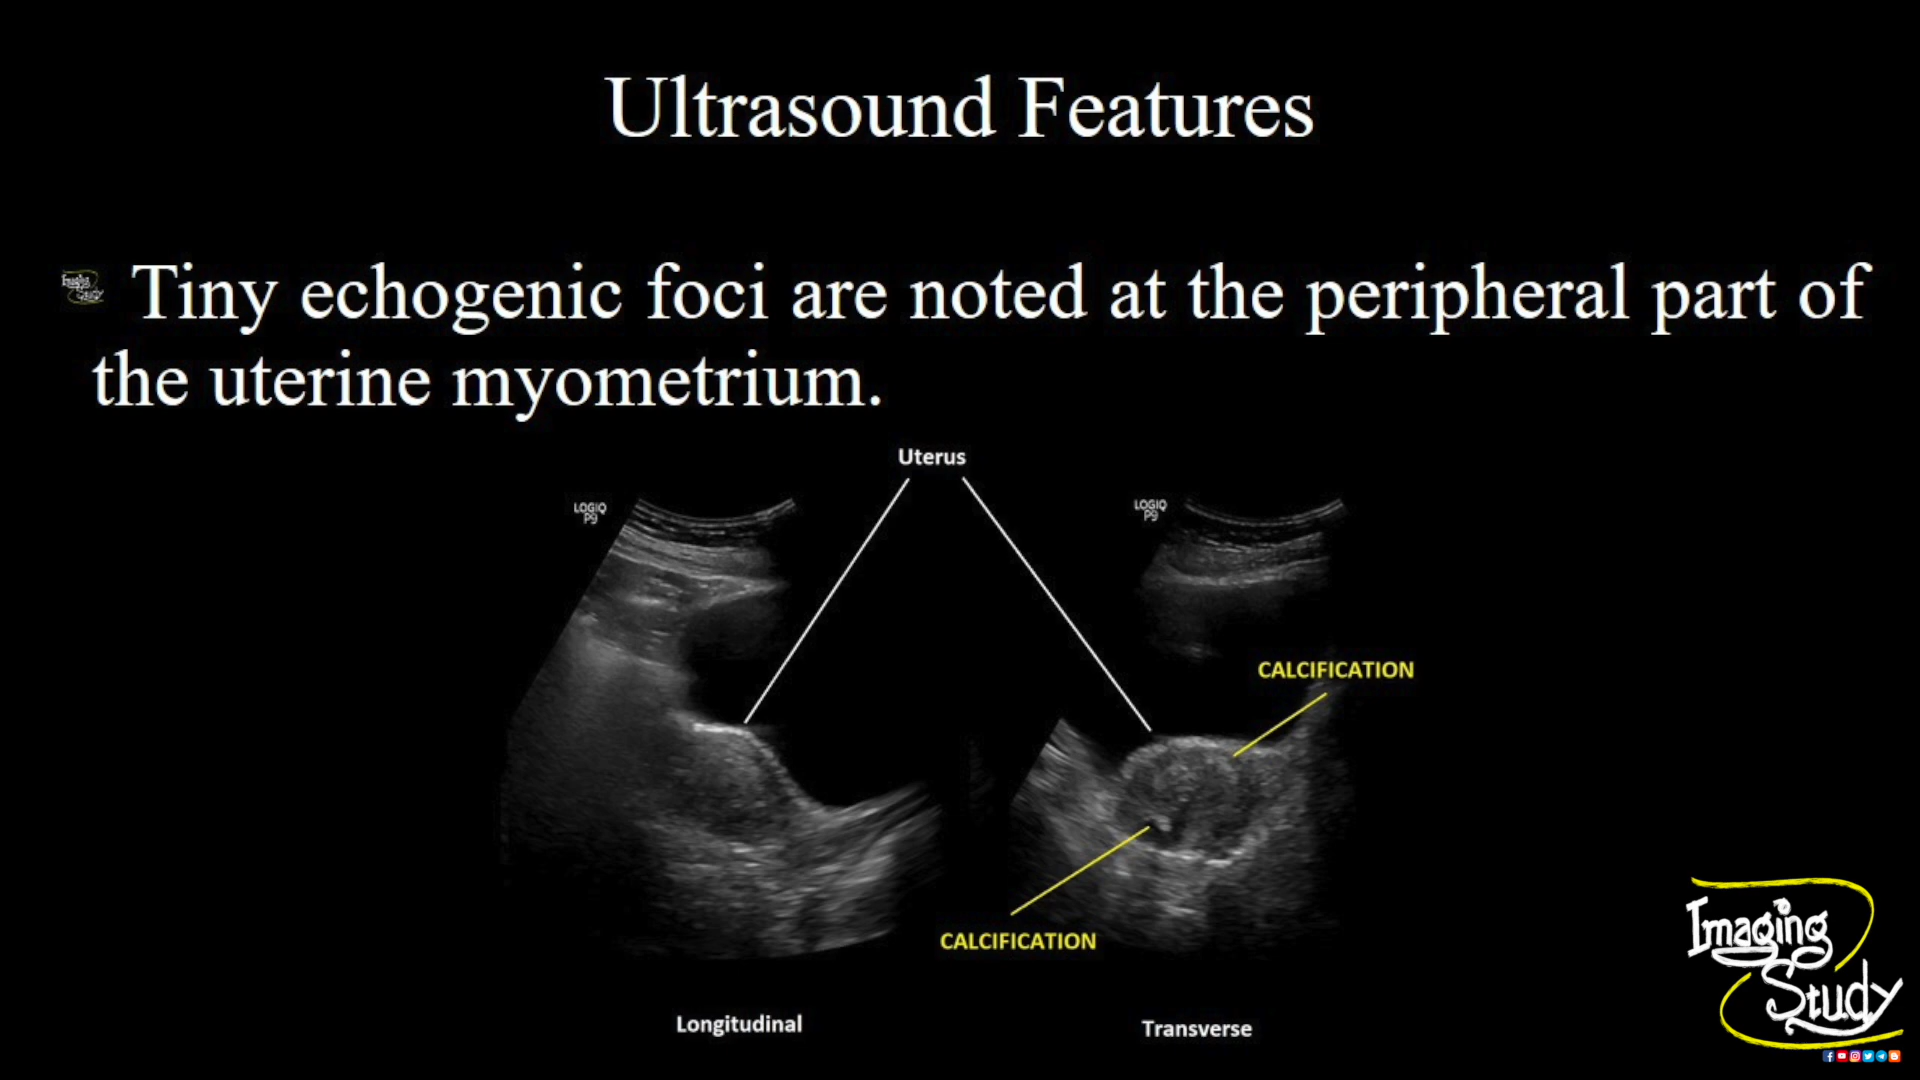 Ultrasound Features
Tiny echogenic foci are noted at the peripheral part of
the uterine myometrium.
Uterus
LOGIQ
P9
LOGIQ
P9
CALCIFICATION
CALCIFICATION
Longitudinal
Transverse
Imaging
Study